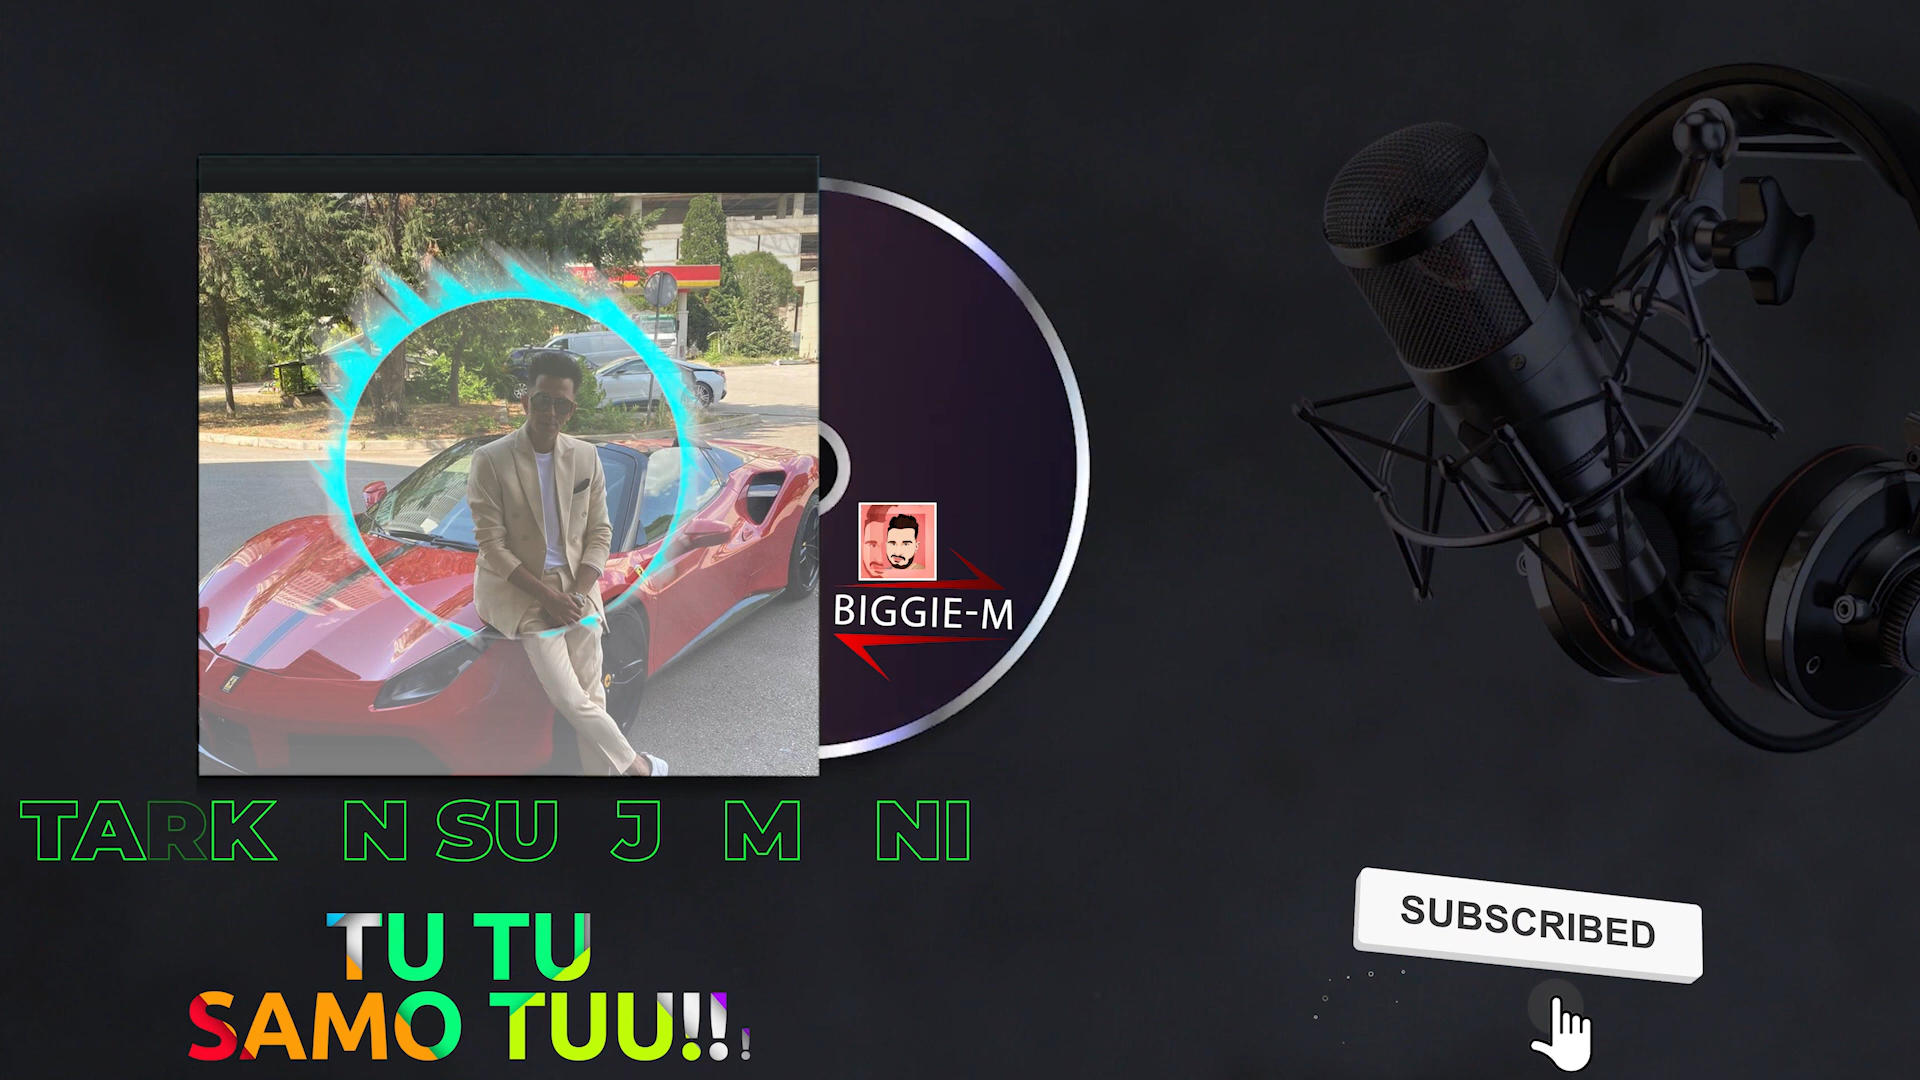 BIGGIE-M
TARK N SU J M NI
TU TU
SAMO TUU!!!
SUBSCRIBED